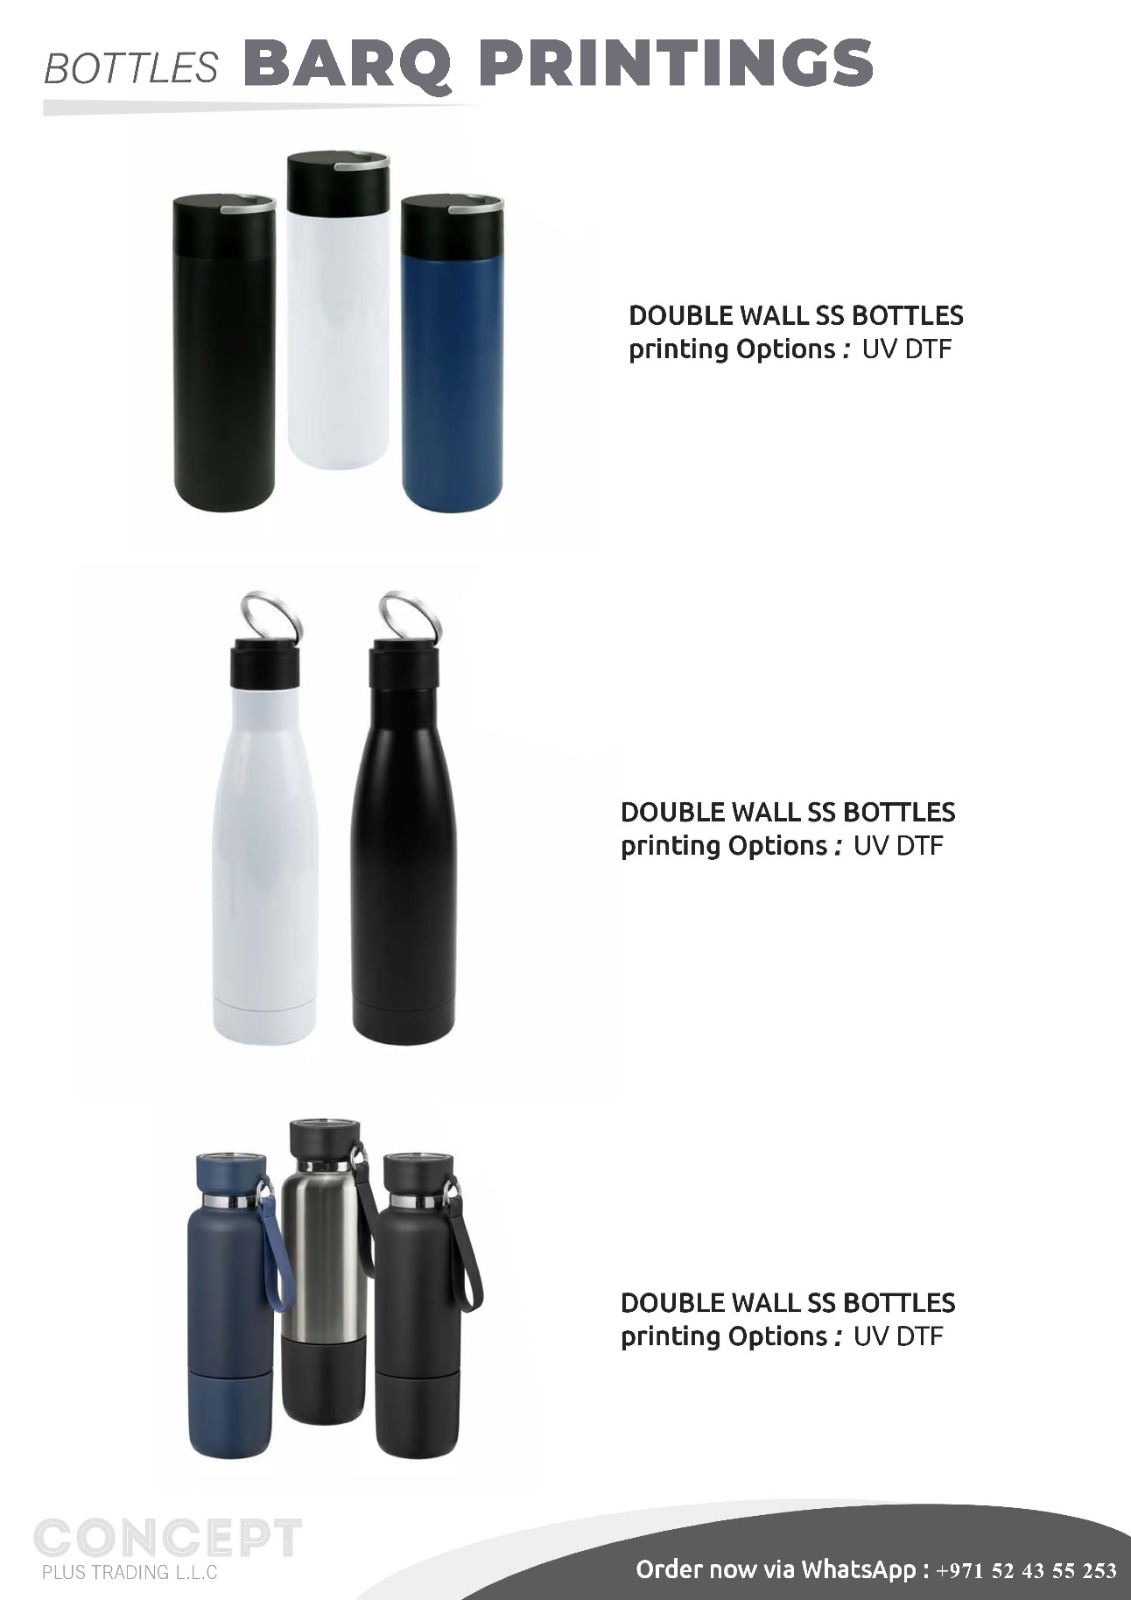 BOTTLES BARQ PRINTINGS
DOUBLE WALL SS BOTTLES
printing Options : UV DTF
DOUBLE WALL SS BOTTLES
printing Options : UV DTF
DOUBLE WALL SS BOTTLES
printing Options : UV DTF
CONCEPT
PLUS TRADING L.L.C
Order now via WhatsApp : +971 52 43 55 253